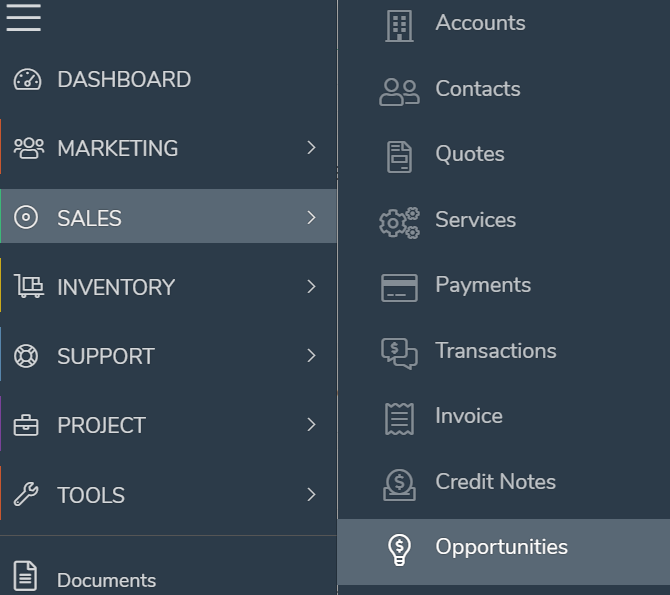 DASHBOARD
MARKETING
SALES
INVENTORY
SUPPORT
PROJECT
TOOLS
Documents
Accounts
Contacts
Quotes
Services
Payments
Transactions
Invoice
Credit Notes
Opportunities